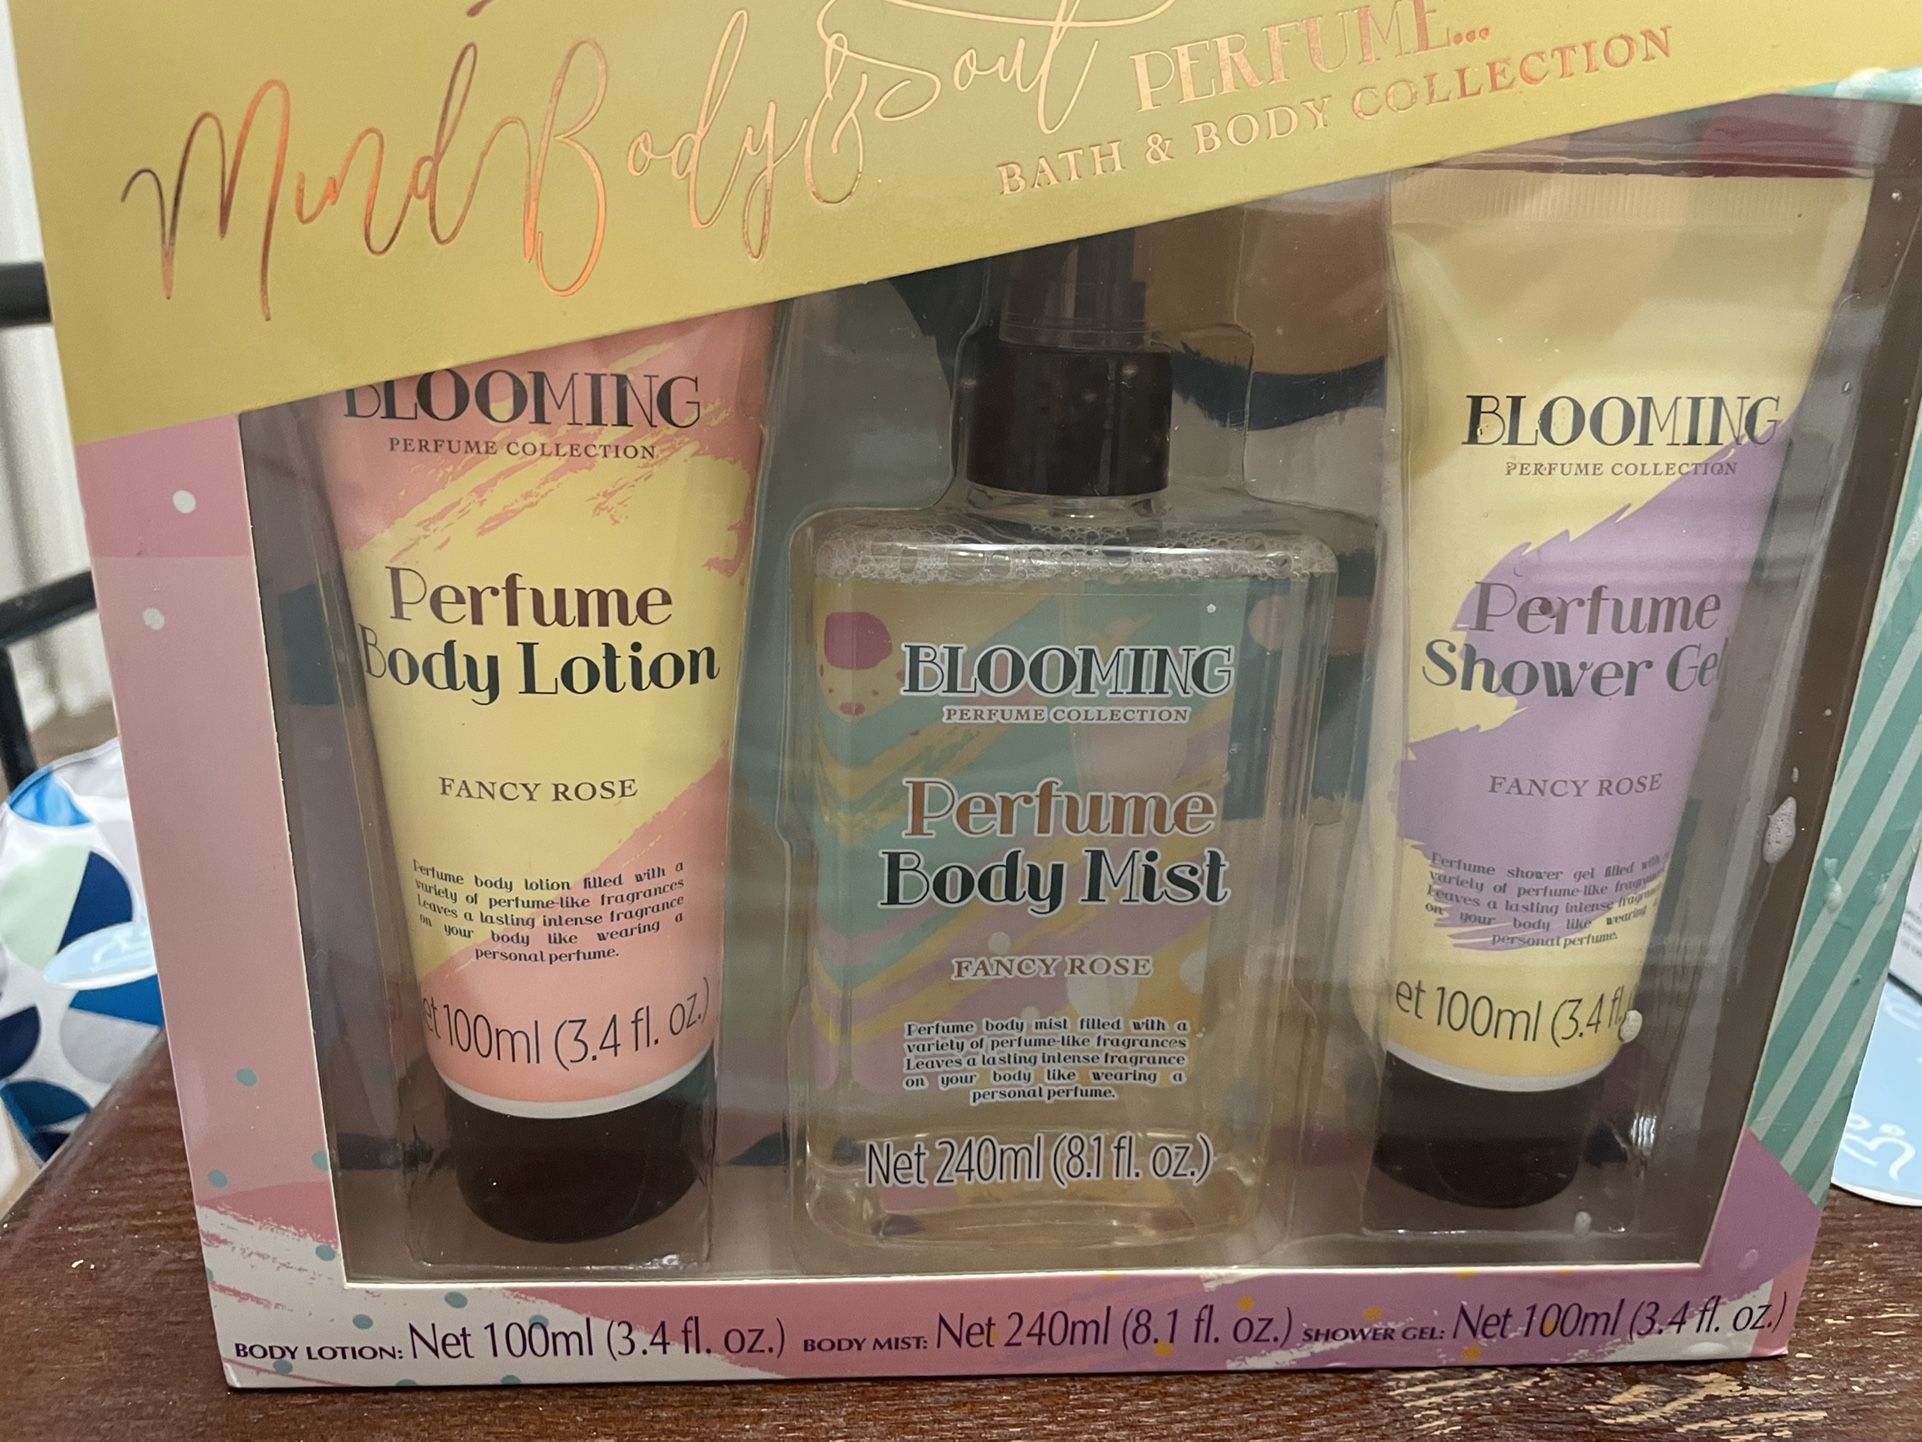 Mind Body & Soul PERFUME...
BATH & BODY COLLECTION
BLOOMING
PERFUME COLLECTION
Perfume
Body Lotion
FANCY ROSE
Perfume body lotion filled with a
variety of perfume-like fragrances
Leaves a lasting intense fragrance
on your body like wearing a
personal perfume.
et 100ml (3.4 fl. oz.)
BLOOMING
PERFUME COLLECTION
Perfume
Body Mist
FANCY ROSE
Perfume body mist filled with a
variety of perfume-like fragrances
Leaves a lasting intense fragrance
on your body like wearing a
personal perfume.
Net 240ml (8.1 fl. oz.)
BLOOMING
PERFUME COLLECTION
Perfume
Shower Gel
FANCY ROSE
Perfume shower gel filled with
variety of perfume-like fragrances
Leaves a lasting intense fragrance
on your body like wearing
personal perfume.
et 100ml (3.4 fl.
BODY LOTION: Net 100ml (3.4 fl. oz.) BODY MIST: Net 240ml (8.1 fl. oz.) SHOWER GEL: Net 100ml (3.4 fl. oz.)